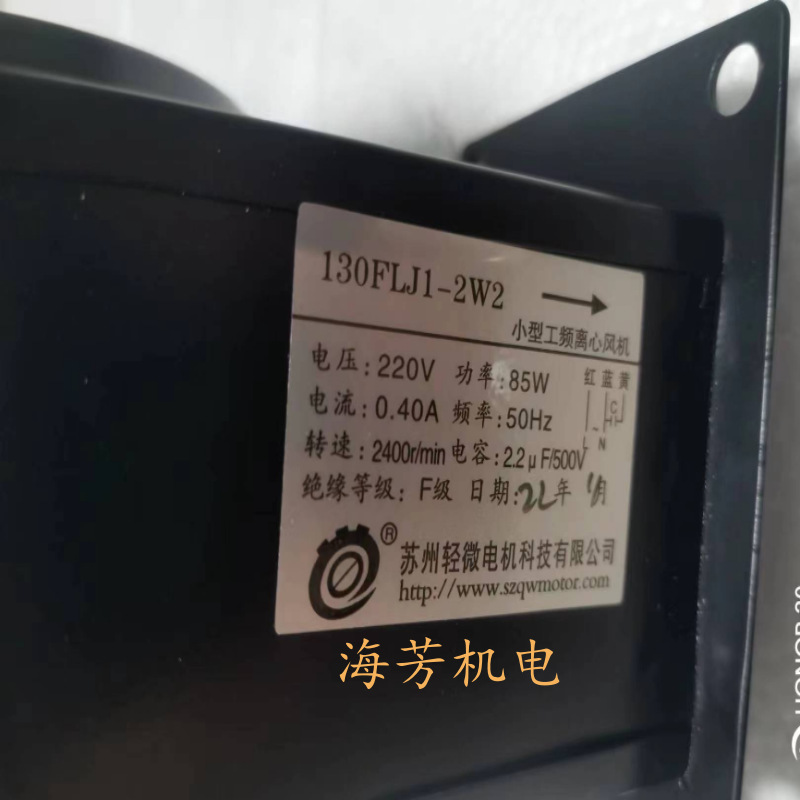 130FLJ1-2W2
小型工频离心风机
电压:220V 功率:85W 红 蓝 黄
电流:0.40A 频率:50Hz C
转速:2400r/min 电容:2.2μF/500V L ~ N
绝缘等级:F级 日期:22年 月
® 苏州轻微电机科技有限公司
http://www.szqwmotor.com
海芳机电